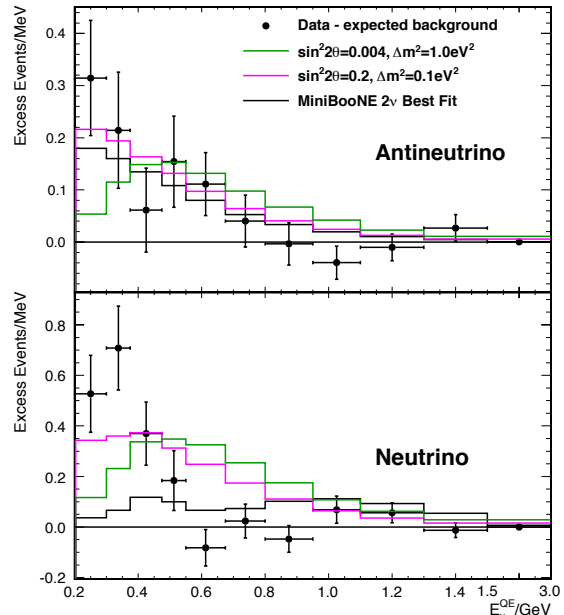 Excess Events/MeV
0.4
0.3
0.2
0.1
0.0
Data - expected background
sin²2θ=0.004, Δm²=1.0eV²
sin²2θ=0.2, Δm²=0.1eV²
MiniBooNE 2ν Best Fit
Antineutrino
Excess Events/MeV
0.8
0.6
0.4
0.2
0.0
-0.2
Neutrino
0.2 0.4 0.6 0.8 1.0 1.2 1.4 1.5 3.0
E QE/GeV